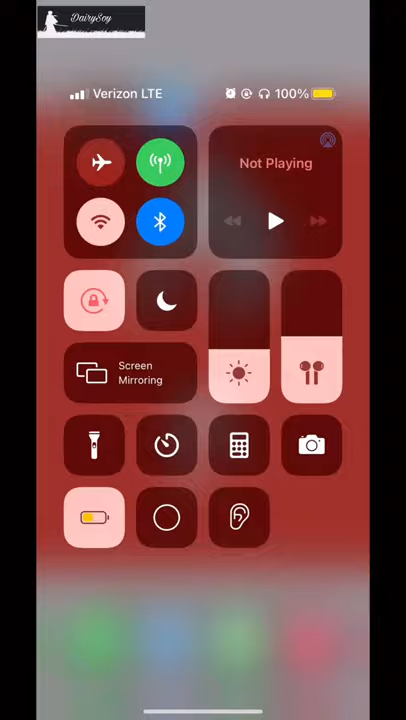 DairySoy
Verizon LTE
100%
Not Playing
Screen
Mirroring